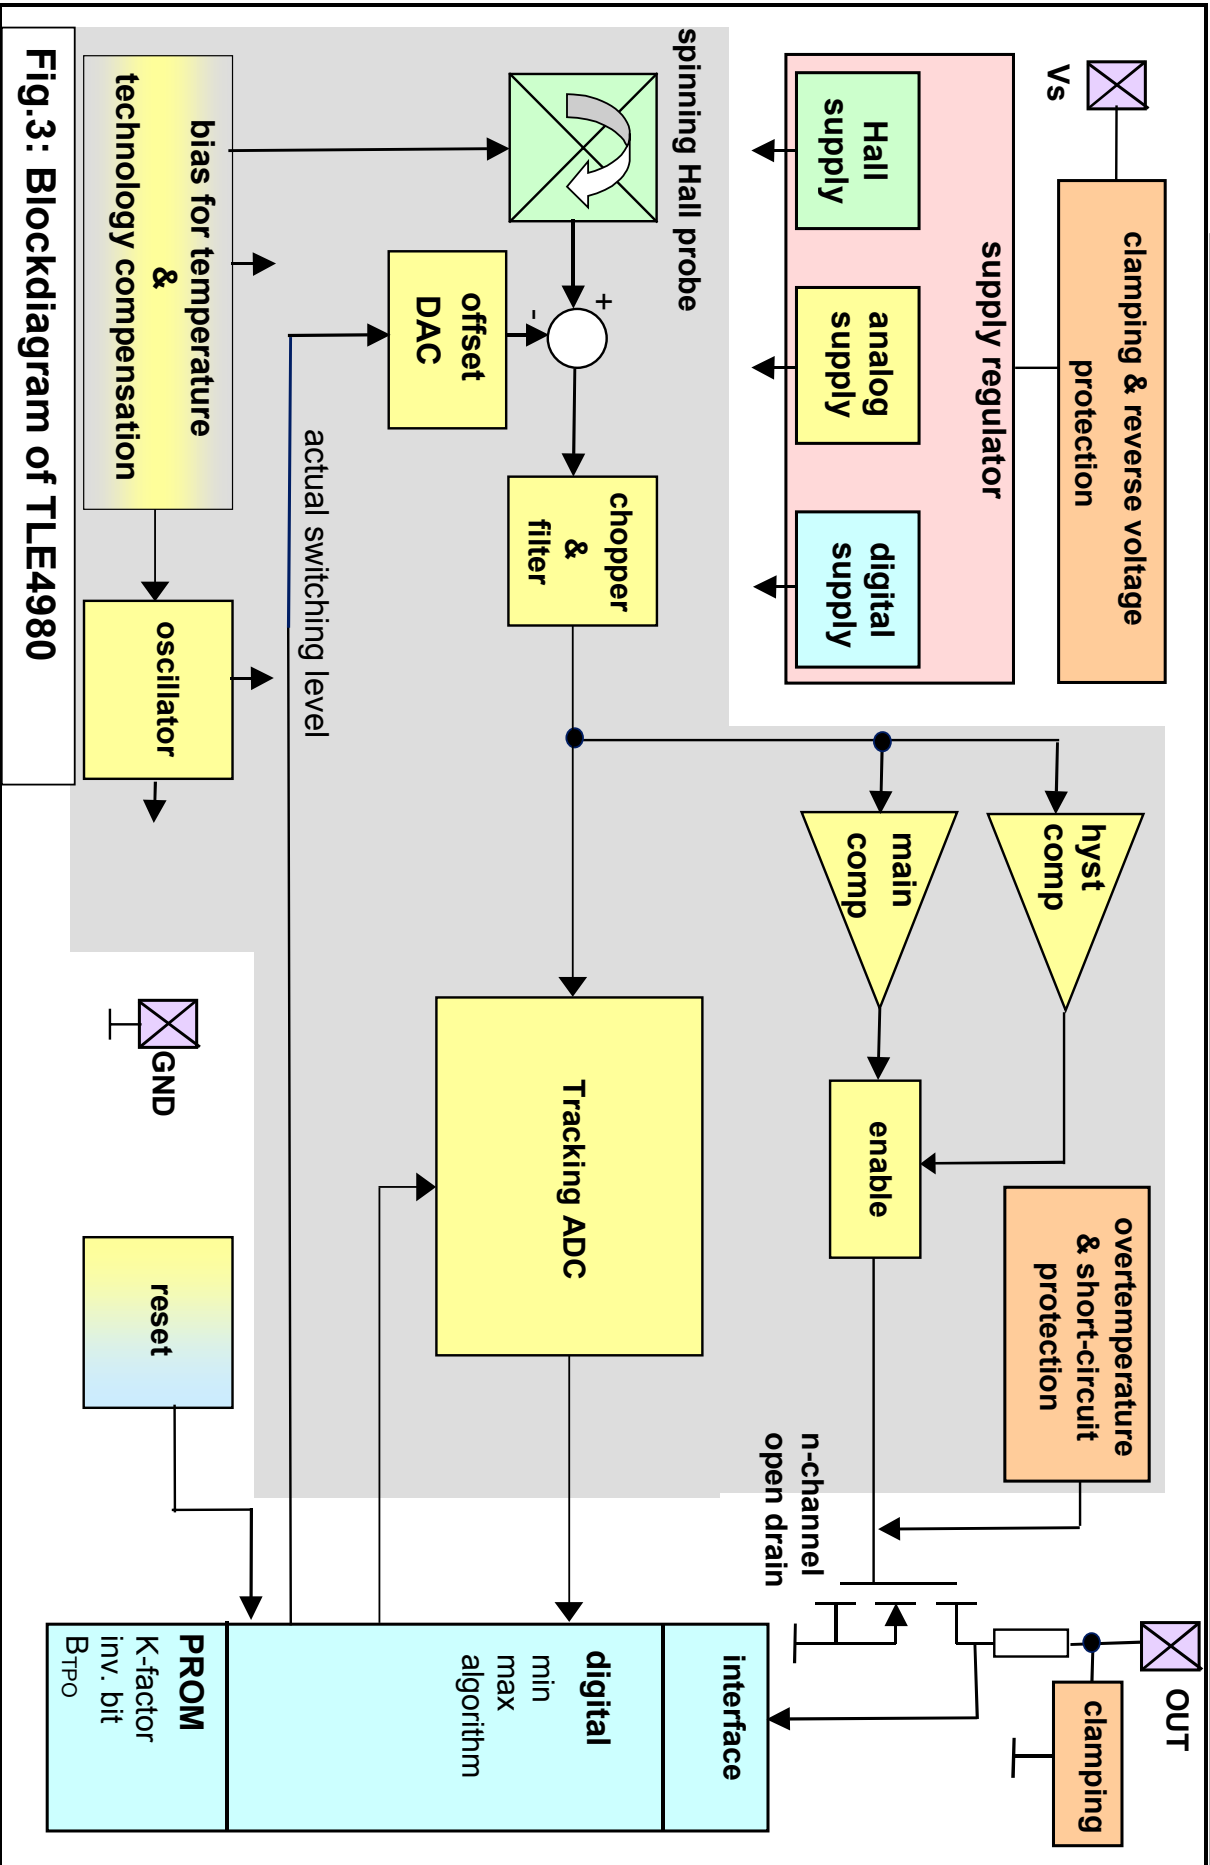 Vs
clamping & reverse voltage
protection
supply regulator
Hall
supply
analog
supply
digital
supply
spinning Hall probe
+
-
offset
DAC
chopper
&
filter
hyst
comp
main
comp
enable
overtemperature
& short-circuit
protection
n-channel
open drain
OUT
clamping
Tracking ADC
interface
digital
min
max
algorithm
PROM
K-factor
inv. bit
BTPO
actual switching level
bias for temperature
&
technology compensation
oscillator
GND
reset
Fig.3: Blockdiagram of TLE4980